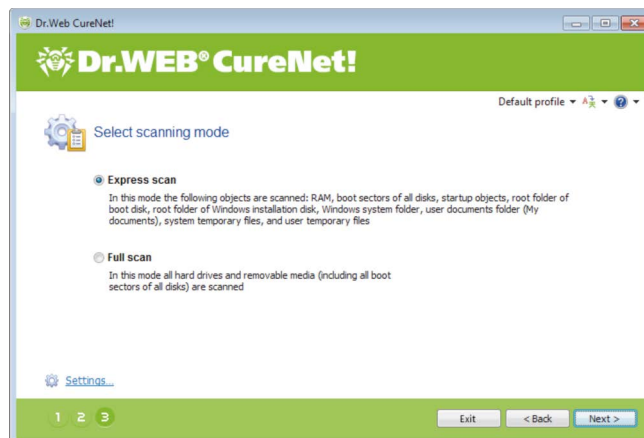 Dr.Web CureNet!
Dr.WEB® CureNet!
Default profile
Select scanning mode
Express scan
In this mode the following objects are scanned: RAM, boot sectors of all disks, startup objects, root folder of
boot disk, root folder of Windows installation disk, Windows system folder, user documents folder (My
documents), system temporary files, and user temporary files
Full scan
In this mode all hard drives and removable media (including all boot
sectors of all disks) are scanned
Settings...
1 2 3 Exit < Back Next >